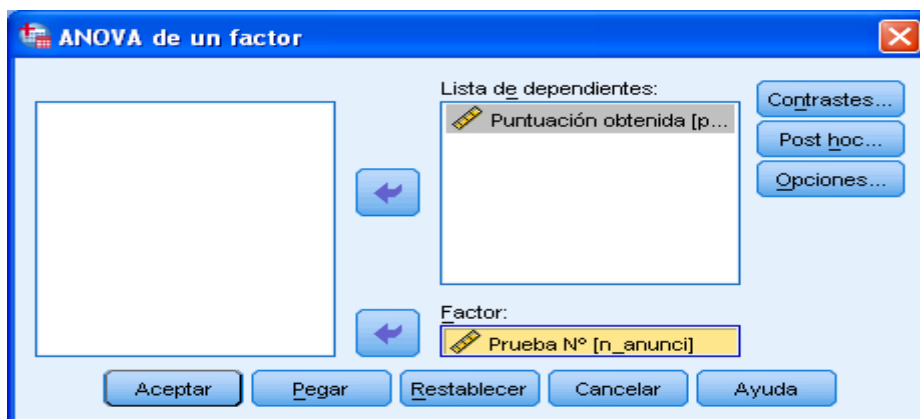 ANOVA de un factor
Lista de dependientes:
Puntuación obtenida [p...
Contrastes...
Post hoc...
Opciones...
Factor:
Prueba Nº [n_anunci]
Aceptar
Pegar
Restablecer
Cancelar
Ayuda